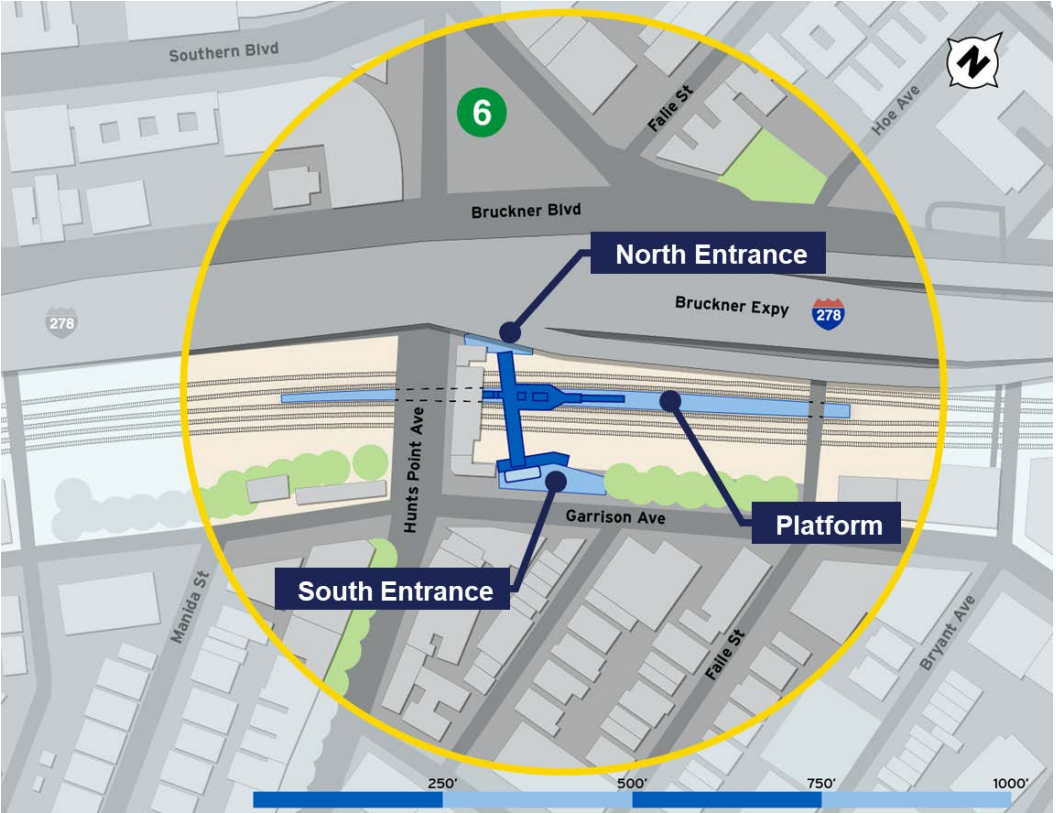 Southern Blvd
N
6
Falie St
Hoe Ave
Bruckner Blvd
North Entrance
Bruckner Expy
278
278
Hunts Point Ave
Garrison Ave
Platform
South Entrance
Manida St
Faile St
Bryant Ave
250'
500'
750'
1000'